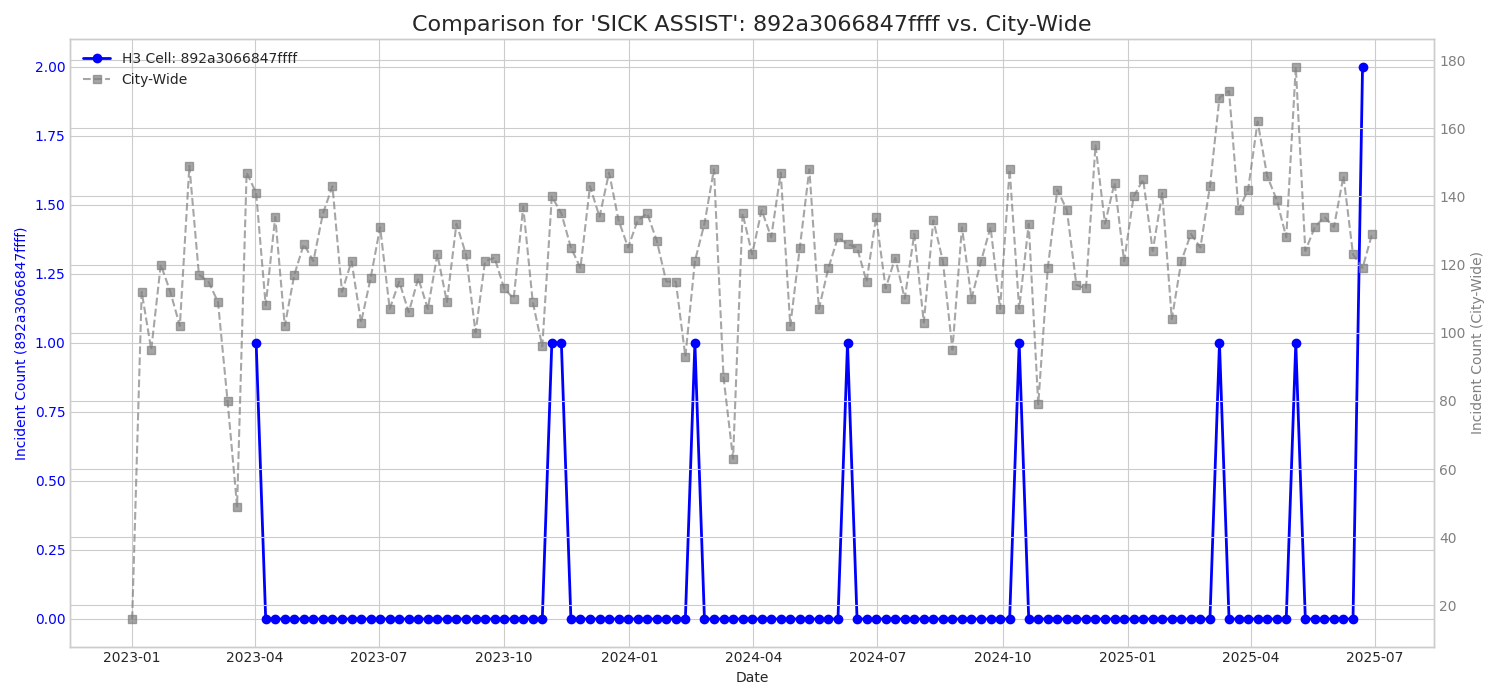 Comparison for 'SICK ASSIST': 892a3066847ffff vs. City-Wide
H3 Cell: 892a3066847ffff
City-Wide
Incident Count (892a3066847ffff)
2.00
1.75
1.50
1.25
1.00
0.75
0.50
0.25
0.00
180
160
140
120
100
80
60
40
20
Incident Count (City-Wide)
2023-01 2023-04 2023-07 2023-10 2024-01 2024-04 2024-07 2024-10 2025-01 2025-04 2025-07
Date